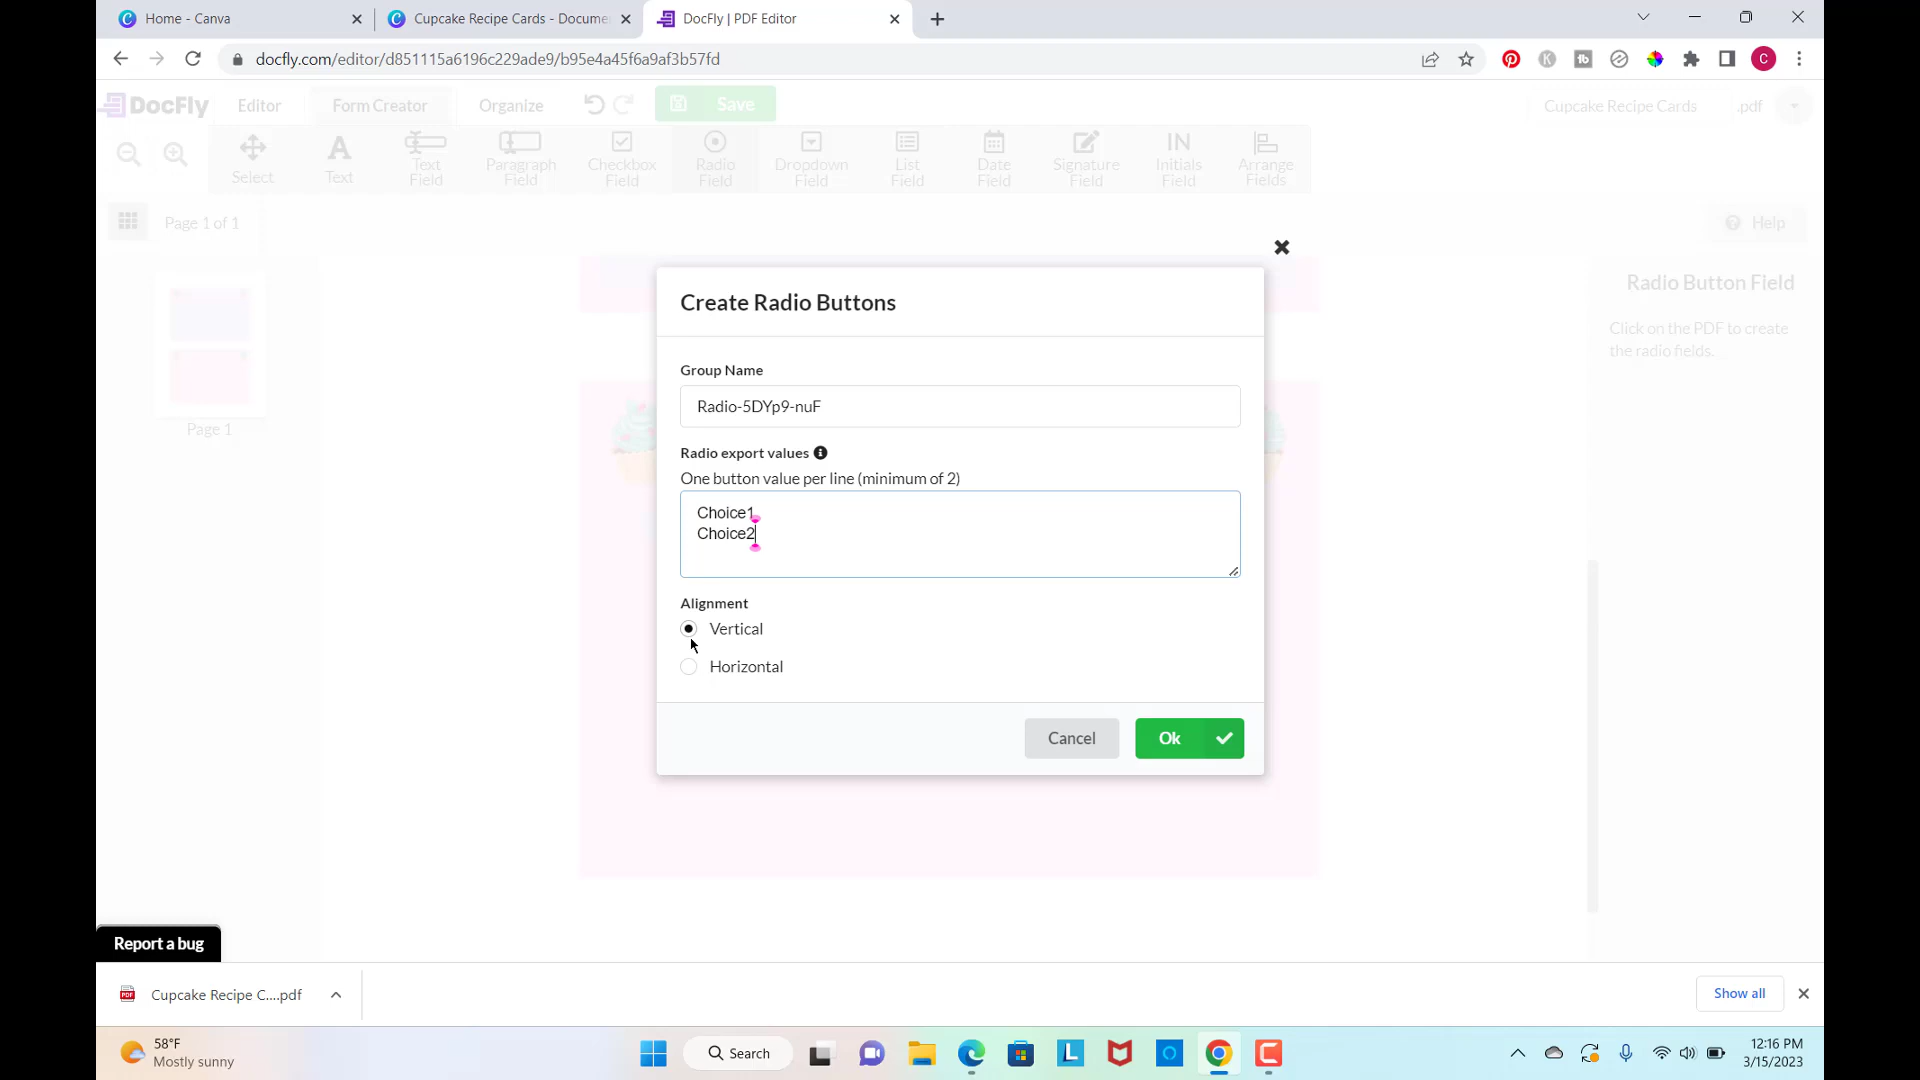 Home - Canva
Cupcake Recipe Cards - Docume
DocFly | PDF Editor
docfly.com/editor/d851115a6196c229ade9/b95e4a45f6a9af3b57fd
DocFly
Editor
Form Creator
Organize
Save
Cupcake Recipe Cards
.pdf
Select
Text
Text Field
Paragraph Field
Checkbox Field
Radio Field
Dropdown Field
List Field
Date Field
Signature Field
IN
Initials Field
Arrange Fields
Page 1 of 1
Help
Page 1
Create Radio Buttons
Group Name
Radio-5DYp9-nuF
Radio export values
One button value per line (minimum of 2)
Choice1
Choice2
Alignment
Vertical
Horizontal
Cancel
Ok
Radio Button Field
Click on the PDF to create
the radio fields.
Report a bug
Cupcake Recipe C....pdf
Show all
58°F
Mostly sunny
Search
12:16 PM
3/15/2023